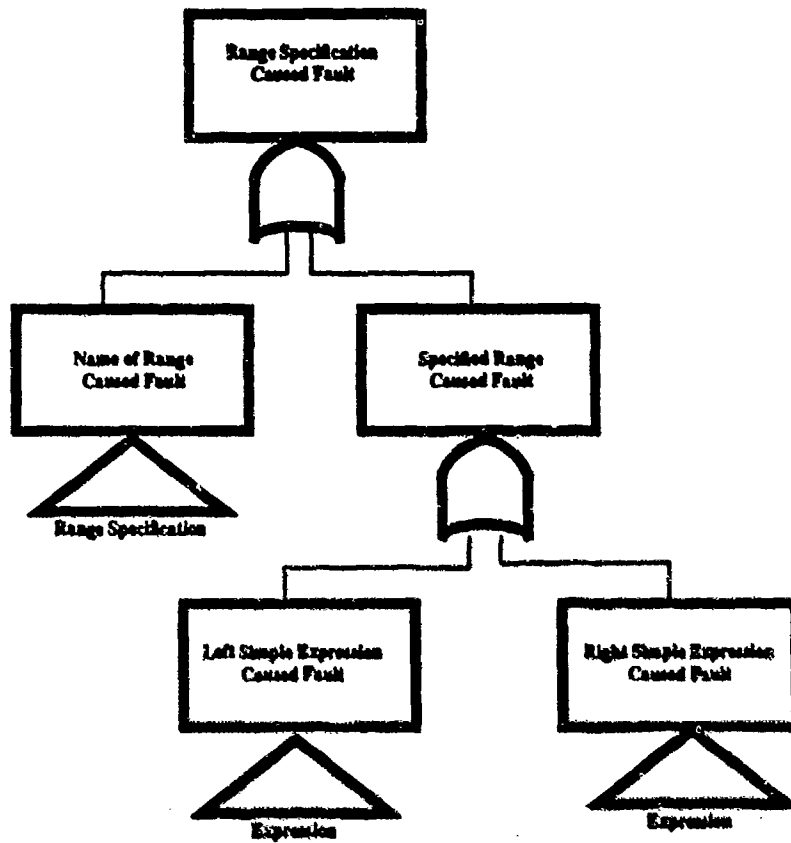 Range Specification
Caused Fault
Name of Range
Caused Fault
Specified Range
Caused Fault
Range Specification
Left Simple Expression
Caused Fault
Right Simple Expression
Caused Fault
Expression
Expression